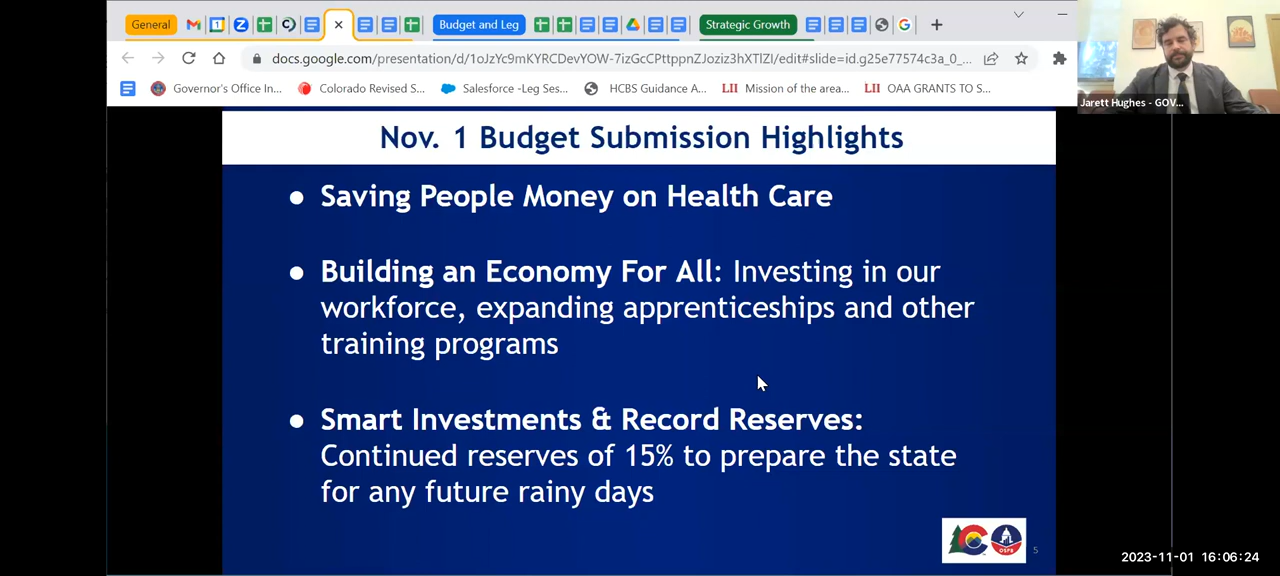 General
Budget and Leg
Strategic Growth
docs.google.com/presentation/d/1oJzYc9mKYRCDevYOW-7izGcCPttppnZJoziz3hXTlZI/edit#slide=id.g25e77574c3a_0_...
Governor's Office In...
Colorado Revised S...
Salesforce -Leg Ses...
HCBS Guidance A...
LII Mission of the area...
LII OAA GRANTS TO S...
Jarett Hughes - GOV...
Nov. 1 Budget Submission Highlights
● Saving People Money on Health Care
● Building an Economy For All: Investing in our
workforce, expanding apprenticeships and other
training programs
● Smart Investments & Record Reserves:
Continued reserves of 15% to prepare the state
for any future rainy days
OSPB
5
2023-11-01 16:06:24